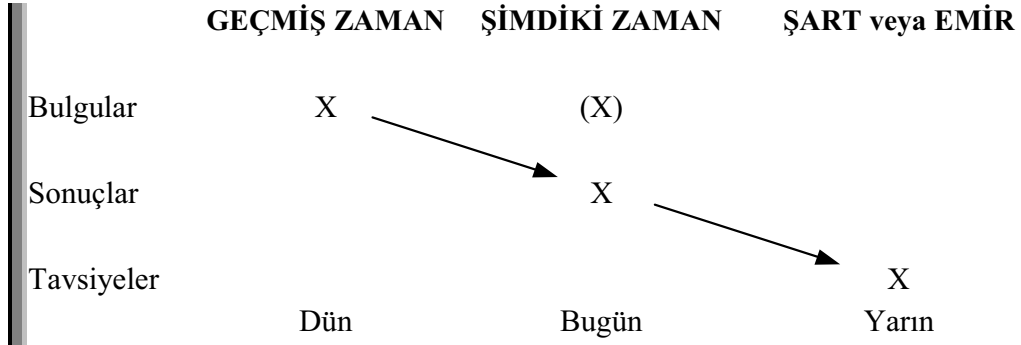 GEÇMİŞ ZAMAN ŞİMDİKİ ZAMAN ŞART veya EMİR
Bulgular X (X)
Sonuçlar X
Tavsiyeler X
Dün Bugün Yarın